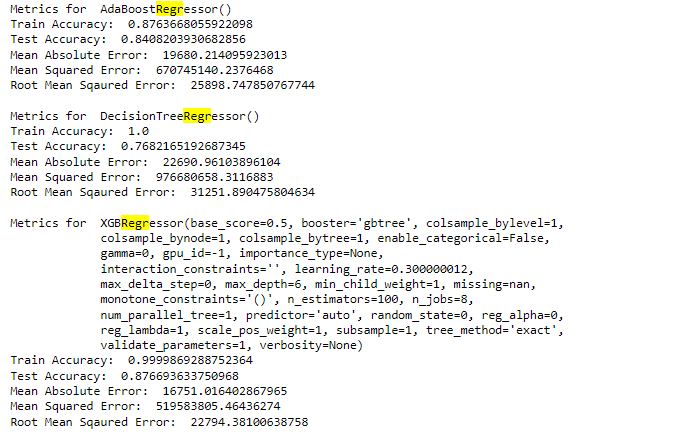 Metrics for  AdaBoostRegressor()
Train Accuracy:  0.8763668055922098
Test Accuracy:  0.8408203930682856
Mean Absolute Error:  19680.214095923013
Mean Squared Error:  670745140.2376468
Root Mean Sqaured Error:  25898.747850767744
Metrics for  DecisionTreeRegressor()
Train Accuracy:  1.0
Test Accuracy:  0.7682165192687345
Mean Absolute Error:  22690.96103896104
Mean Squared Error:  976680658.3116883
Root Mean Sqaured Error:  31251.890475804634
Metrics for  XGBRegressor(base_score=0.5, booster='gbtree', colsample_bylevel=1,
colsample_bynode=1, colsample_bytree=1, enable_categorical=False,
gamma=0, gpu_id=-1, importance_type=None,
interaction_constraints='', learning_rate=0.300000012,
max_delta_step=0, max_depth=6, min_child_weight=1, missing=nan,
monotone_constraints='()', n_estimators=100, n_jobs=8,
num_parallel_tree=1, predictor='auto', random_state=0, reg_alpha=0,
reg_lambda=1, scale_pos_weight=1, subsample=1, tree_method='exact',
validate_parameters=1, verbosity=None)
Train Accuracy:  0.9999869288752364
Test Accuracy:  0.876693633750968
Mean Absolute Error:  16751.016402867965
Mean Squared Error:  519583805.46436274
Root Mean Sqaured Error:  22794.38100638758